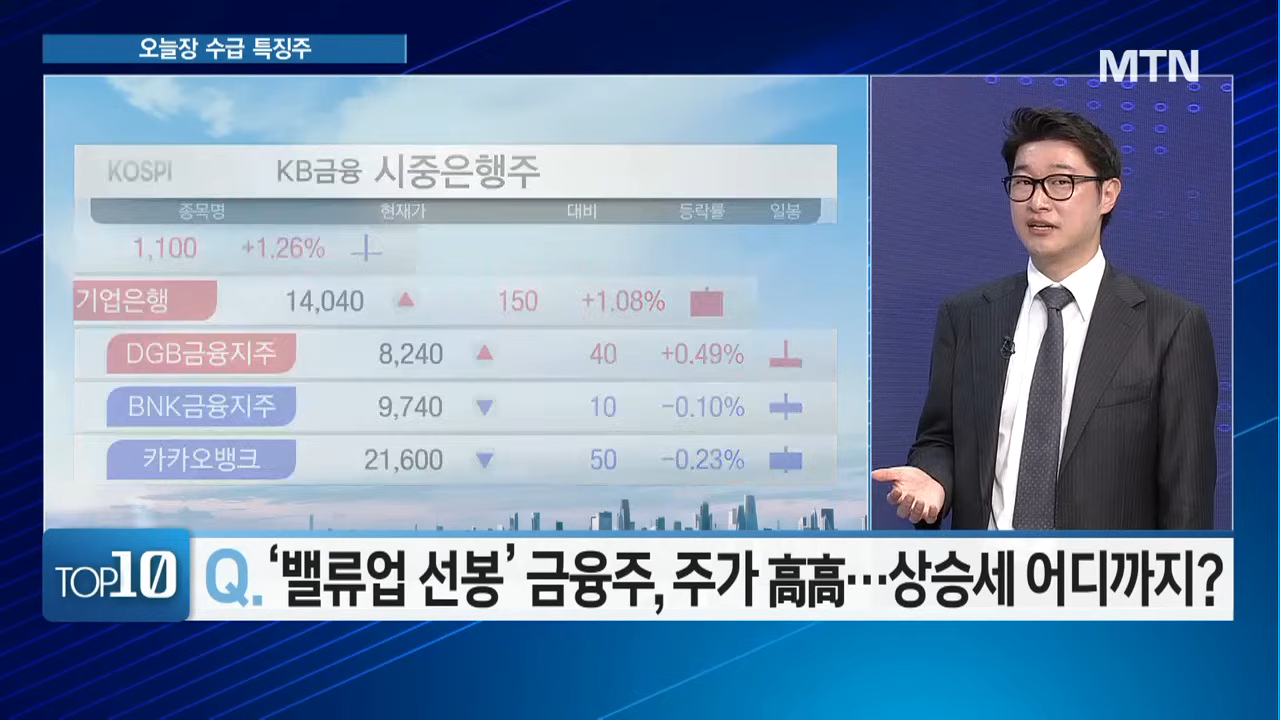 오늘장 수급 특징주
MTN
KOSPI KB금융 시중은행주
종목명 현재가 대비 등락률 일봉
1,100 +1.26%
기업은행 14,040 ▲ 150 +1.08%
DGB금융지주 8,240 ▲ 40 +0.49%
BNK금융지주 9,740 ▼ 10 -0.10%
카카오뱅크 21,600 ▼ 50 -0.23%
TOP10 Q. ‘밸류업 선봉’ 금융주, 주가 高高…상승세 어디까지?